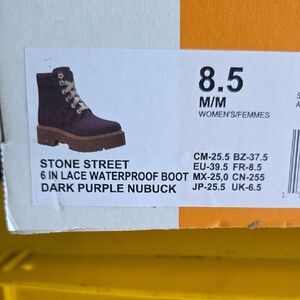 8.5
M/M
WOMEN'S/FEMMES
STONE STREET
6 IN LACE WATERPROOF BOOT
DARK PURPLE NUBUCK
CM-25.5 BZ-37.5
EU-39.5 FR-8.5
MX-25,0 CN-255
JP-25.5 UK-6.5